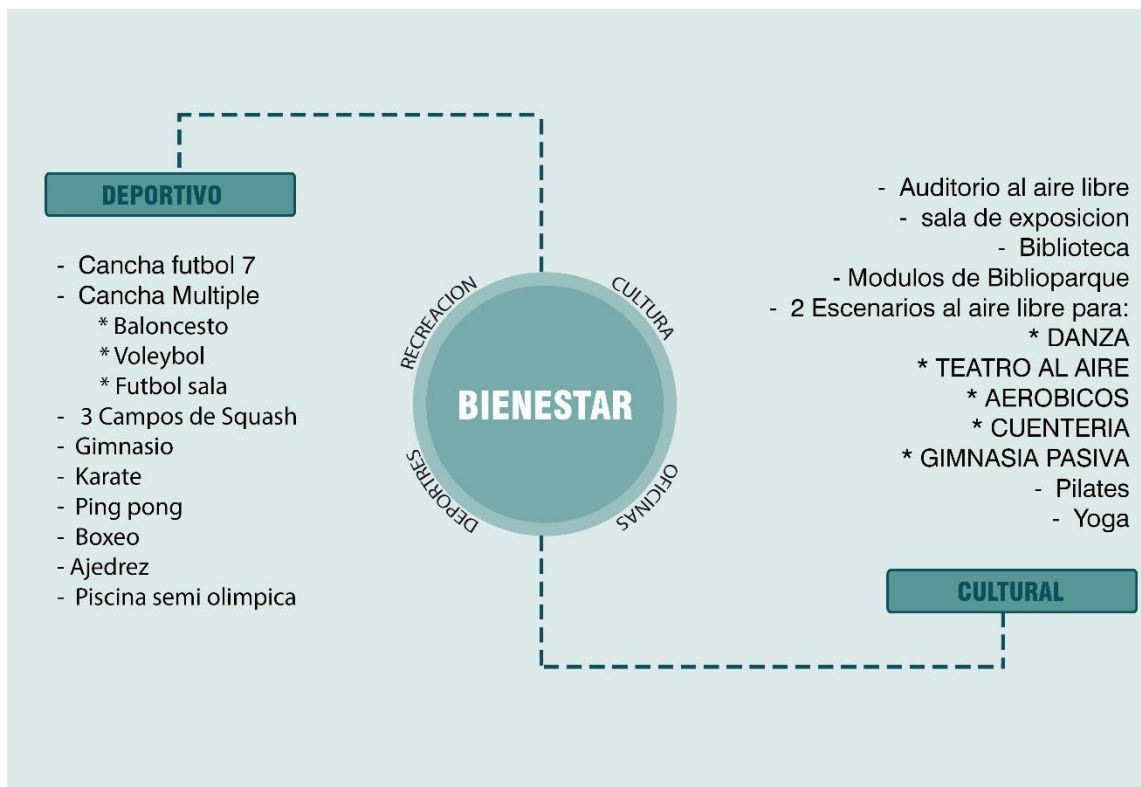 DEPORTIVO
- Cancha futbol 7
- Cancha Multiple
* Baloncesto
* Voleybol
* Futbol sala
- 3 Campos de Squash
- Gimnasio
- Karate
- Ping pong
- Boxeo
- Ajedrez
- Piscina semi olimpica
RECREACION
CULTURA
BIENESTAR
DEPORTRES
OFICINAS
- Auditorio al aire libre
- sala de exposicion
- Biblioteca
- Modulos de Biblioparque
- 2 Escenarios al aire libre para:
* DANZA
* TEATRO AL AIRE
* AEROBICOS
* CUENTERIA
* GIMNASIA PASIVA
- Pilates
- Yoga
CULTURAL